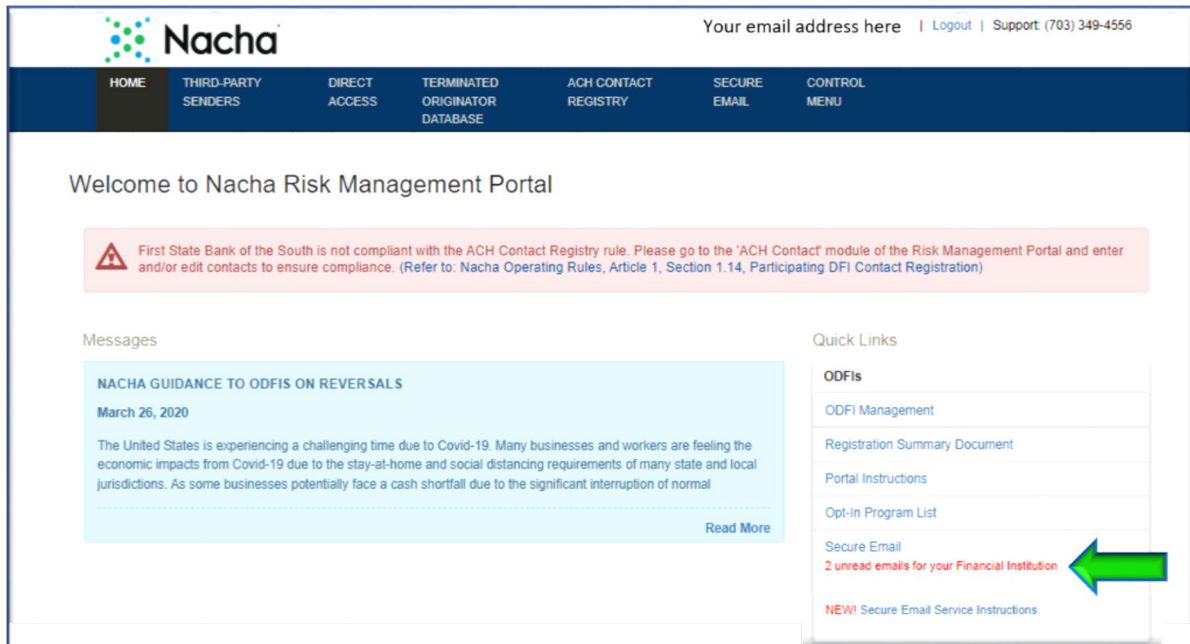 Nacha
Your email address here | Logout | Support: (703) 349-4556
HOME
THIRD-PARTY
SENDERS
DIRECT
ACCESS
TERMINATED
ORIGINATOR
DATABASE
ACH CONTACT
REGISTRY
SECURE
EMAIL
CONTROL
MENU
Welcome to Nacha Risk Management Portal
First State Bank of the South is not compliant with the ACH Contact Registry rule. Please go to the 'ACH Contact' module of the Risk Management Portal and enter
and/or edit contacts to ensure compliance. (Refer to: Nacha Operating Rules, Article 1, Section 1.14, Participating DFI Contact Registration)
Messages
NACHA GUIDANCE TO ODFIS ON REVERSALS
March 26, 2020
The United States is experiencing a challenging time due to Covid-19. Many businesses and workers are feeling the
economic impacts from Covid-19 due to the stay-at-home and social distancing requirements of many state and local
jurisdictions. As some businesses potentially face a cash shortfall due to the significant interruption of normal
Read More
Quick Links
ODFIs
ODFI Management
Registration Summary Document
Portal Instructions
Opt-In Program List
Secure Email
2 unread emails for your Financial Institution
NEW! Secure Email Service Instructions